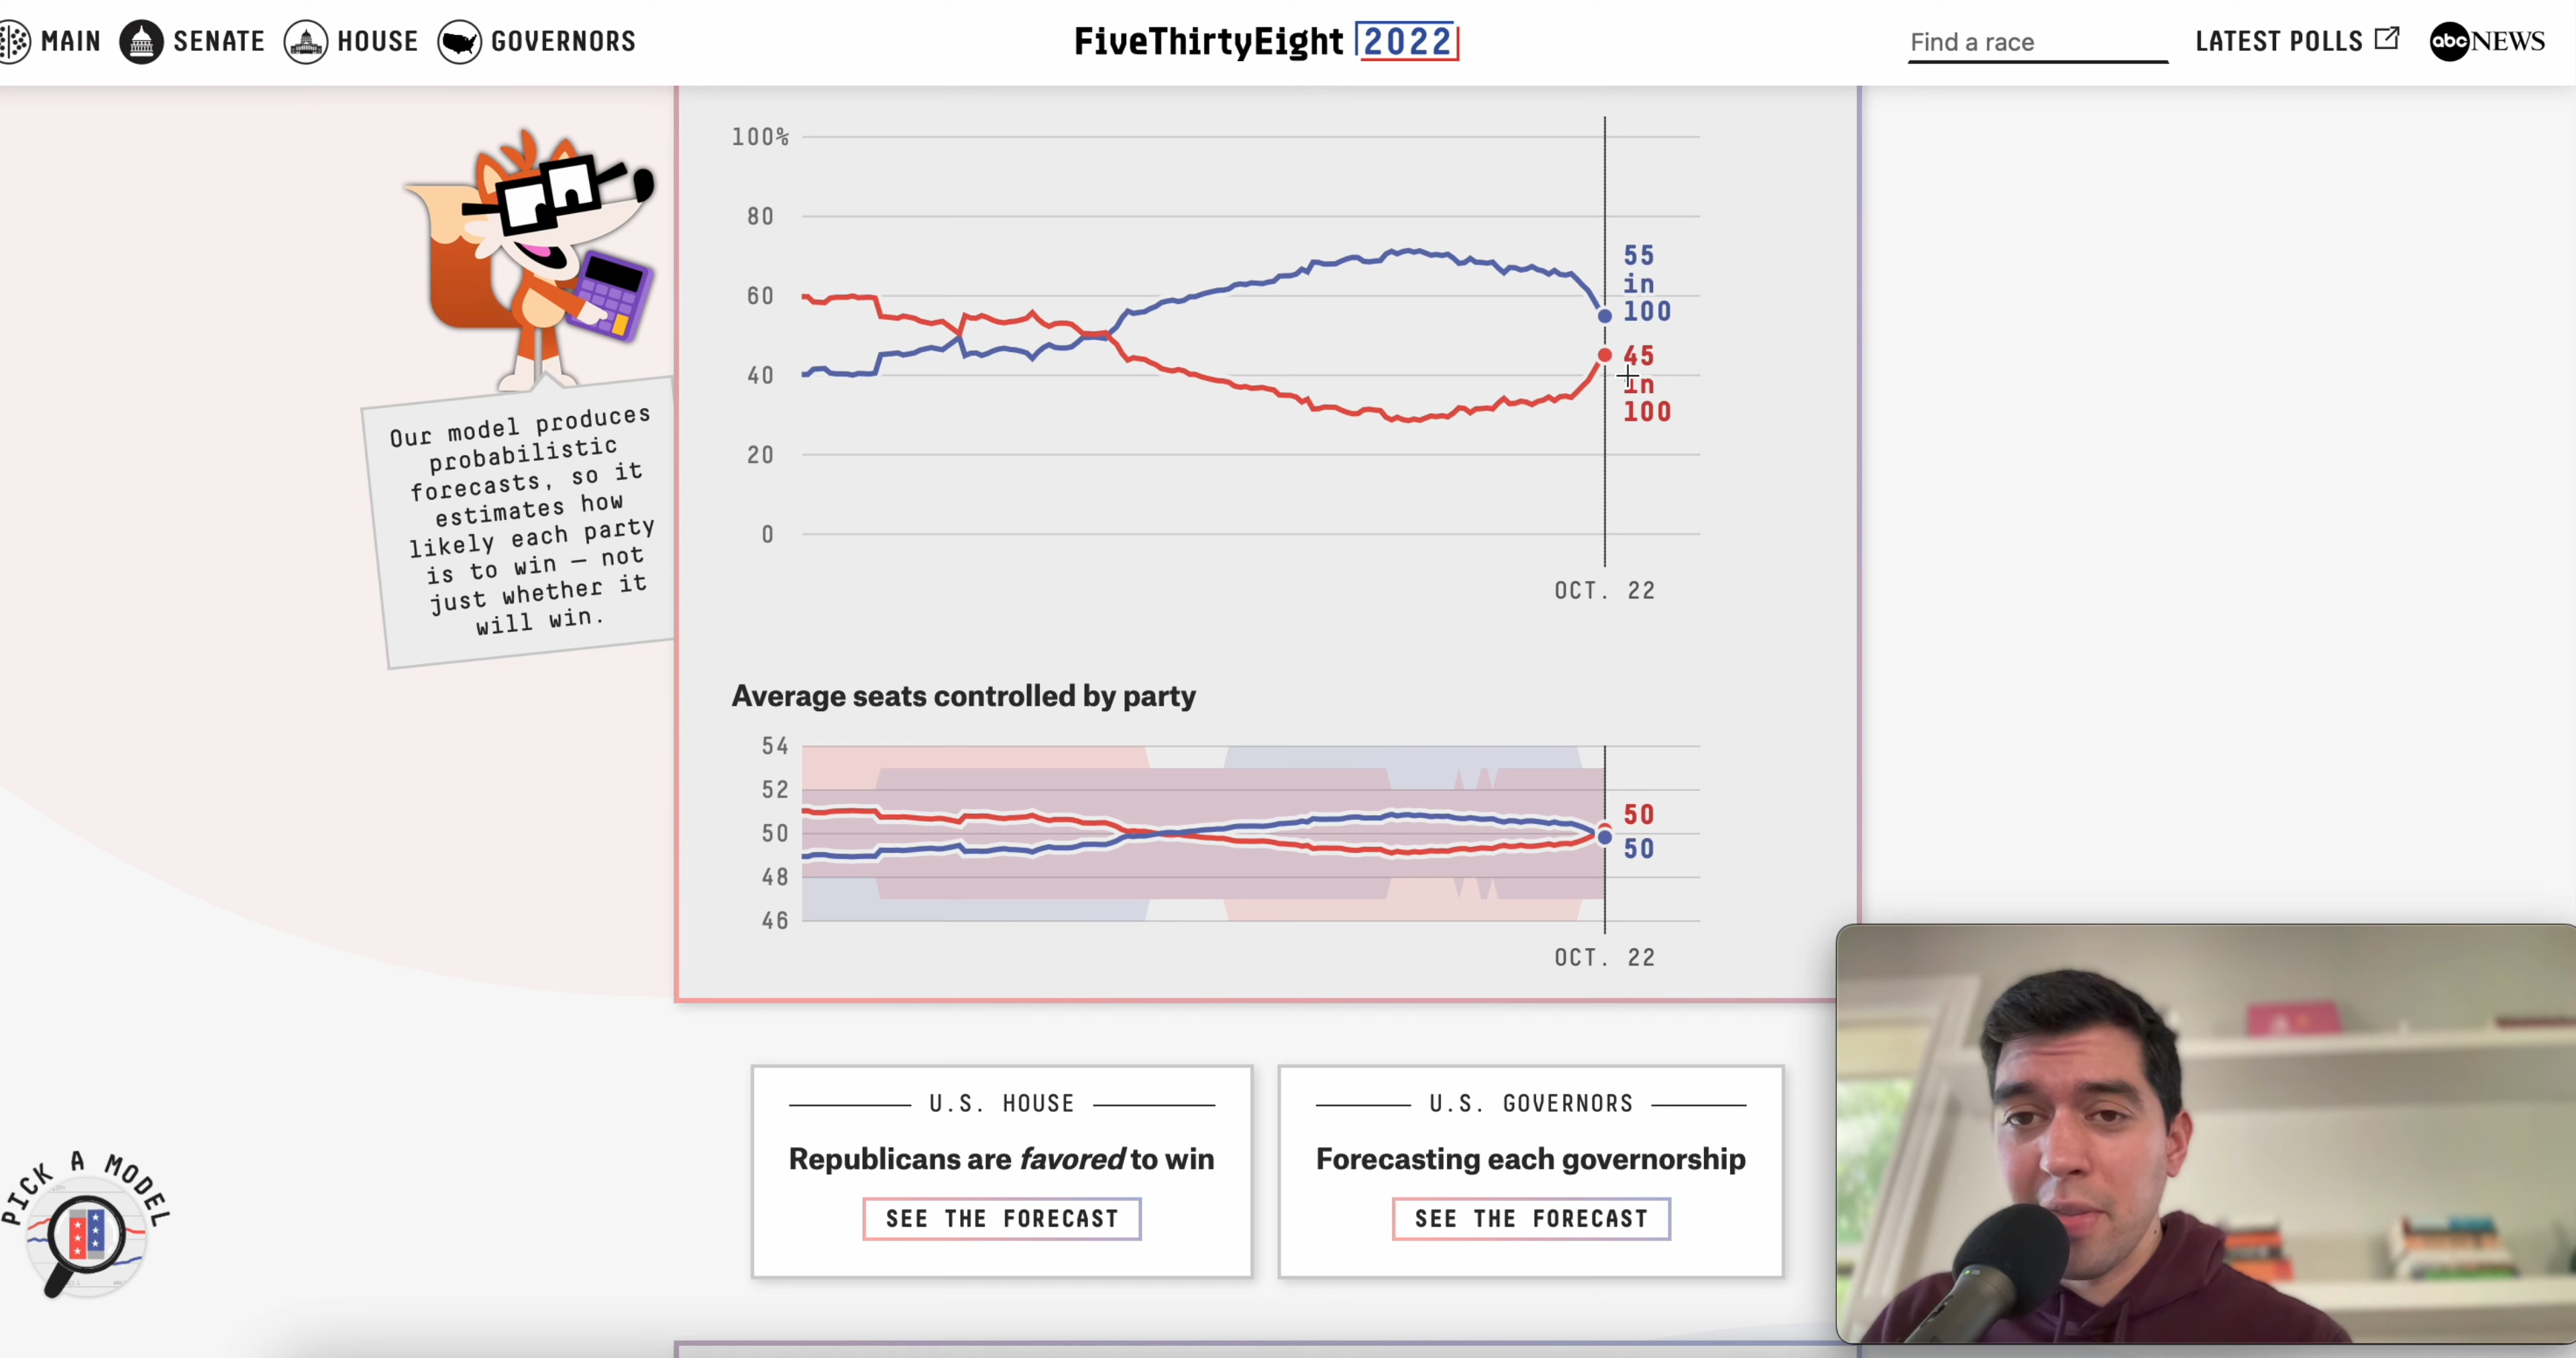 MAIN SENATE HOUSE GOVERNORS
FiveThirtyEight 2022
Find a race
LATEST POLLS
abc NEWS
100%
80
60
40
20
0
55
in
100
45
in
100
OCT. 22
Our model produces
probabilistic
forecasts, so it
estimates how
likely each party
is to win — not
just whether it
will win.
Average seats controlled by party
54
52
50
48
46
50
50
OCT. 22
U.S. HOUSE
Republicans are favored to win
SEE THE FORECAST
U.S. GOVERNORS
Forecasting each governorship
SEE THE FORECAST
PICK A MODEL